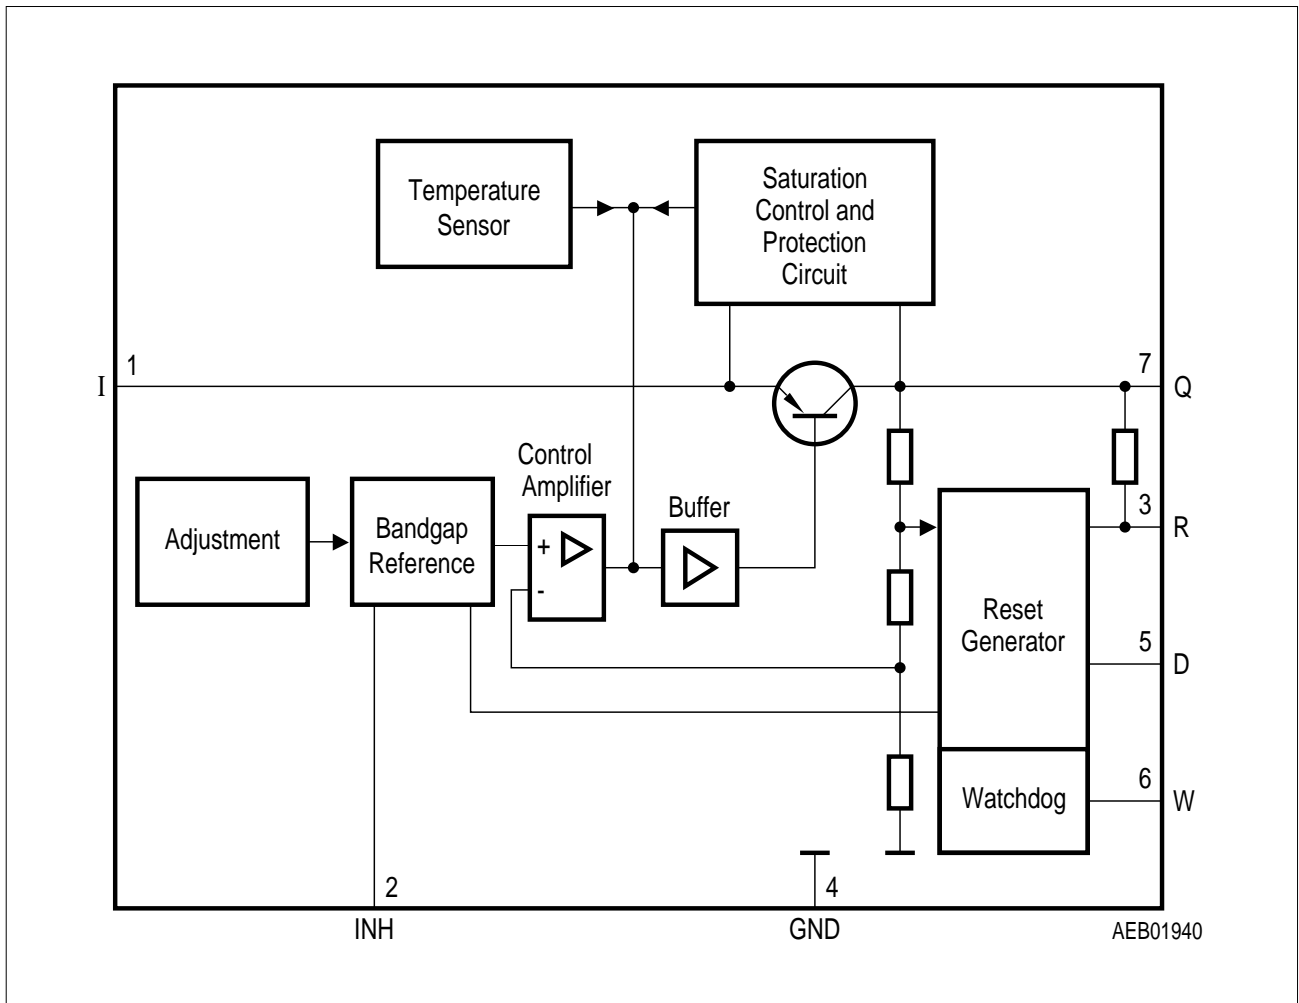 Temperature
Sensor
Saturation
Control and
Protection
Circuit
1
I
7
Q
Control
Amplifier
Buffer
Adjustment
Bandgap
Reference
+
-
3
R
Reset
Generator
5
D
Watchdog
6
W
2
INH
4
GND
AEB01940